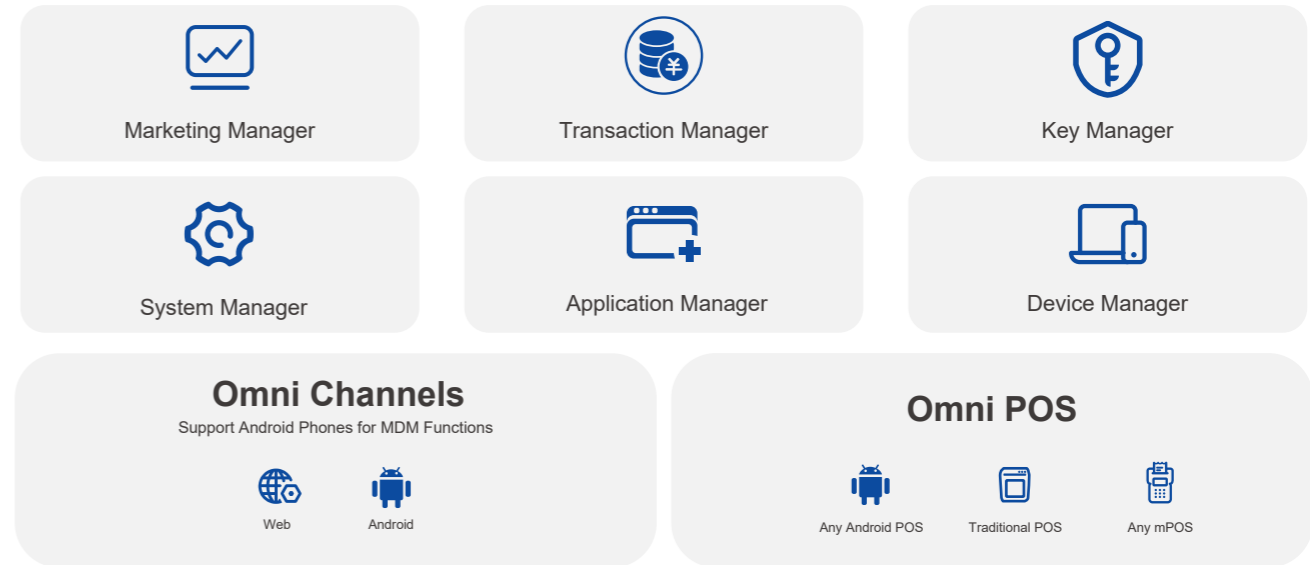 Marketing Manager
Transaction Manager
Key Manager
System Manager
Application Manager
Device Manager
Omni Channels
Support Android Phones for MDM Functions
Web
Android
Omni POS
Any Android POS
Traditional POS
Any mPOS